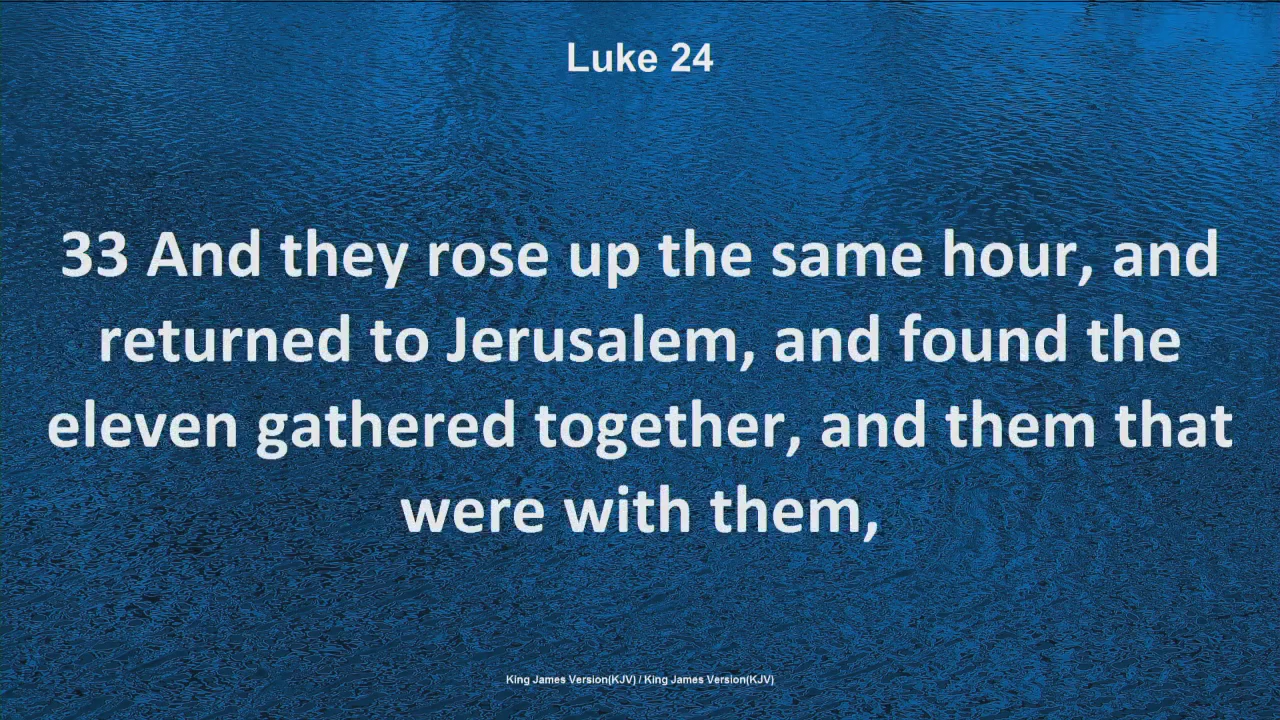 Luke 24
33 And they rose up the same hour, and
returned to Jerusalem, and found the
eleven gathered together, and them that
were with them,
King James Version(KJV) / King James Version(KJV)